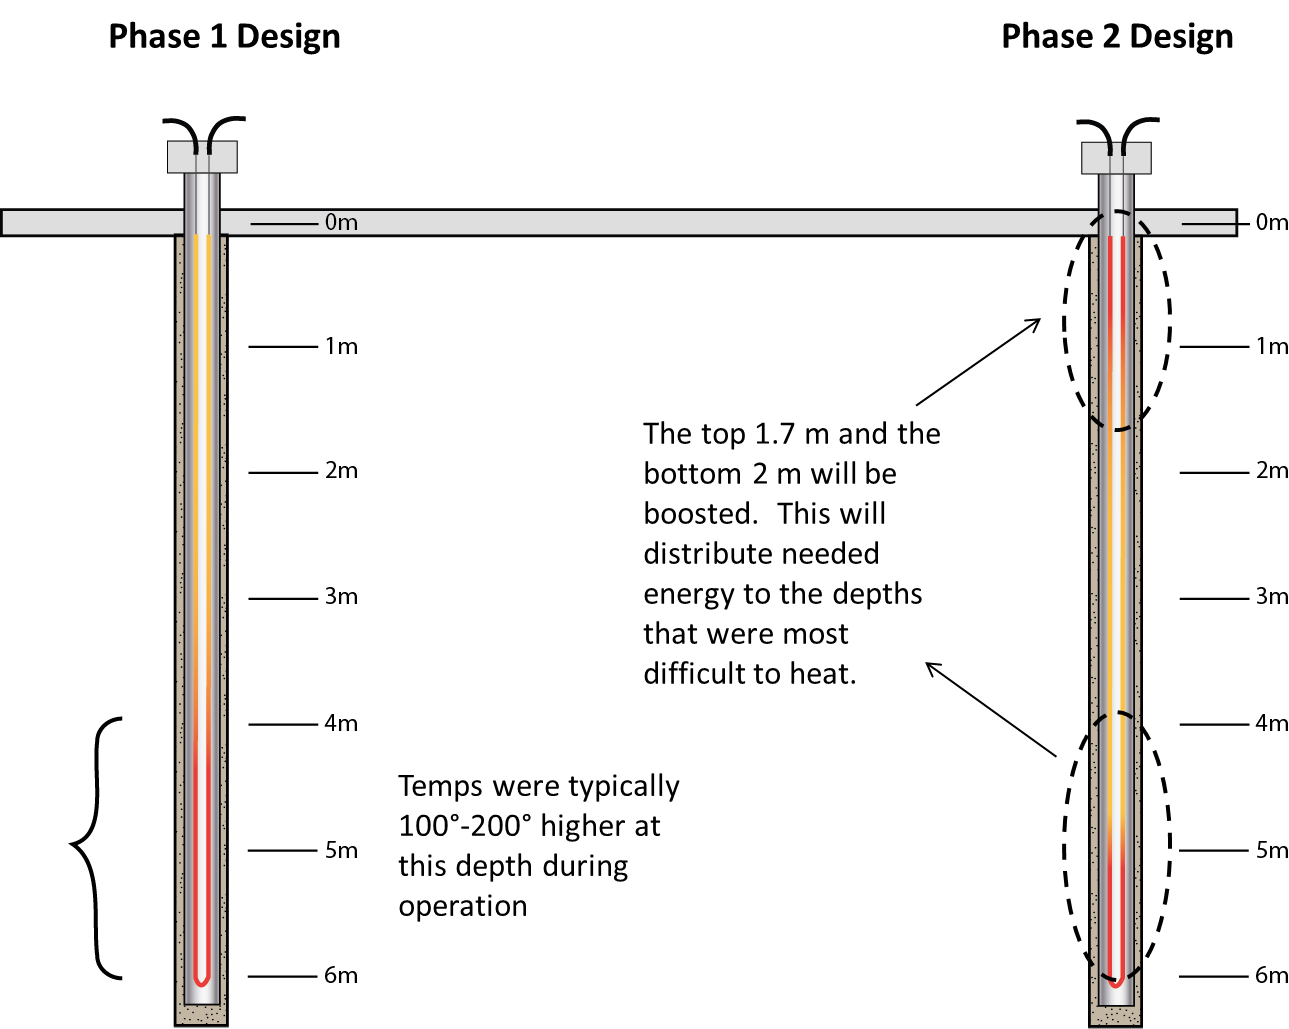 Phase 1 Design
Phase 2 Design
0m
1m
2m
3m
4m
5m
6m
Temps were typically
100°-200° higher at
this depth during
operation
The top 1.7 m and the
bottom 2 m will be
boosted.  This will
distribute needed
energy to the depths
that were most
difficult to heat.
0m
1m
2m
3m
4m
5m
6m